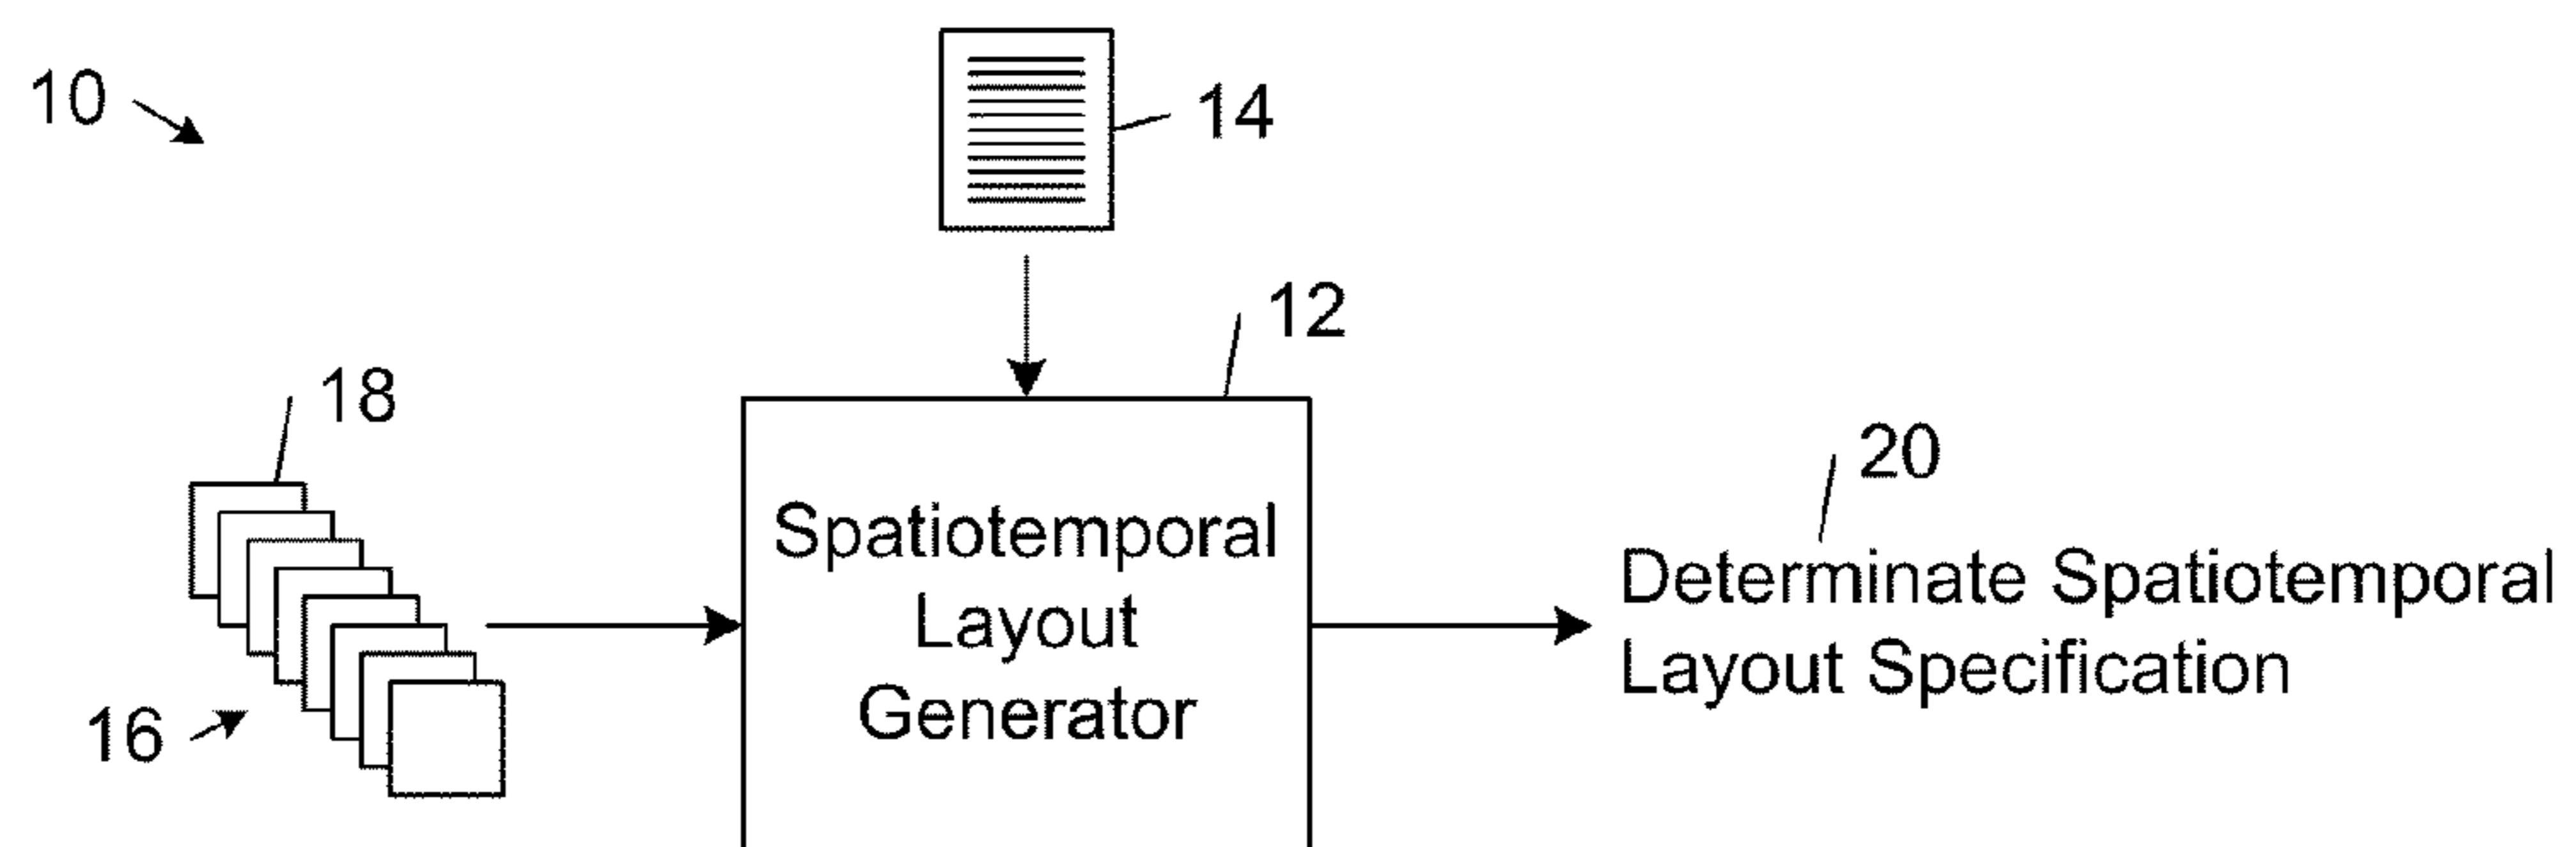 10
14
12
18
20
Spatiotemporal
Layout
Generator
Determinate Spatiotemporal
Layout Specification
16